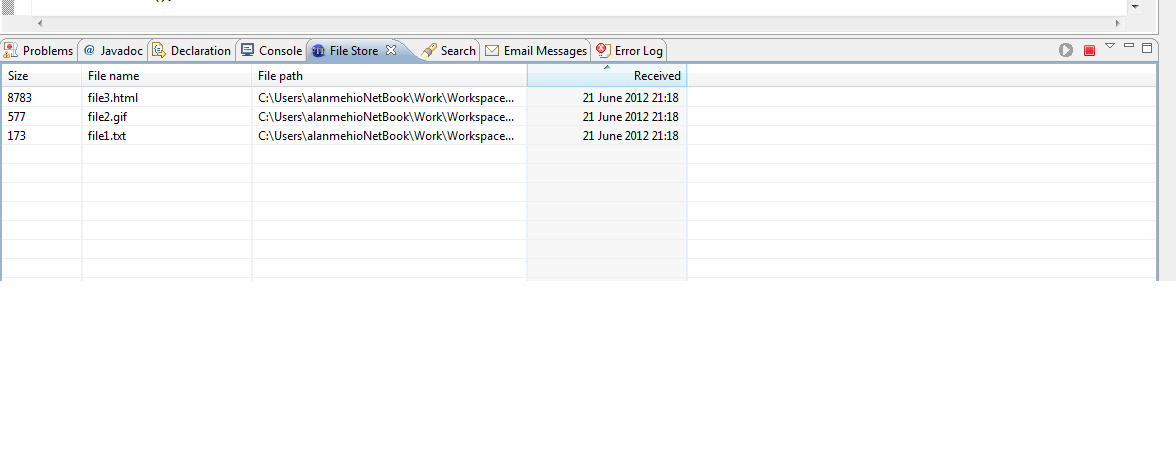 Problems @ Javadoc Declaration Console File Store Search Email Messages Error Log
Size File name File path Received
8783 file3.html C:\Users\alanmehioNetBook\Work\Workspace... 21 June 2012 21:18
577 file2.gif C:\Users\alanmehioNetBook\Work\Workspace... 21 June 2012 21:18
173 file1.txt C:\Users\alanmehioNetBook\Work\Workspace... 21 June 2012 21:18